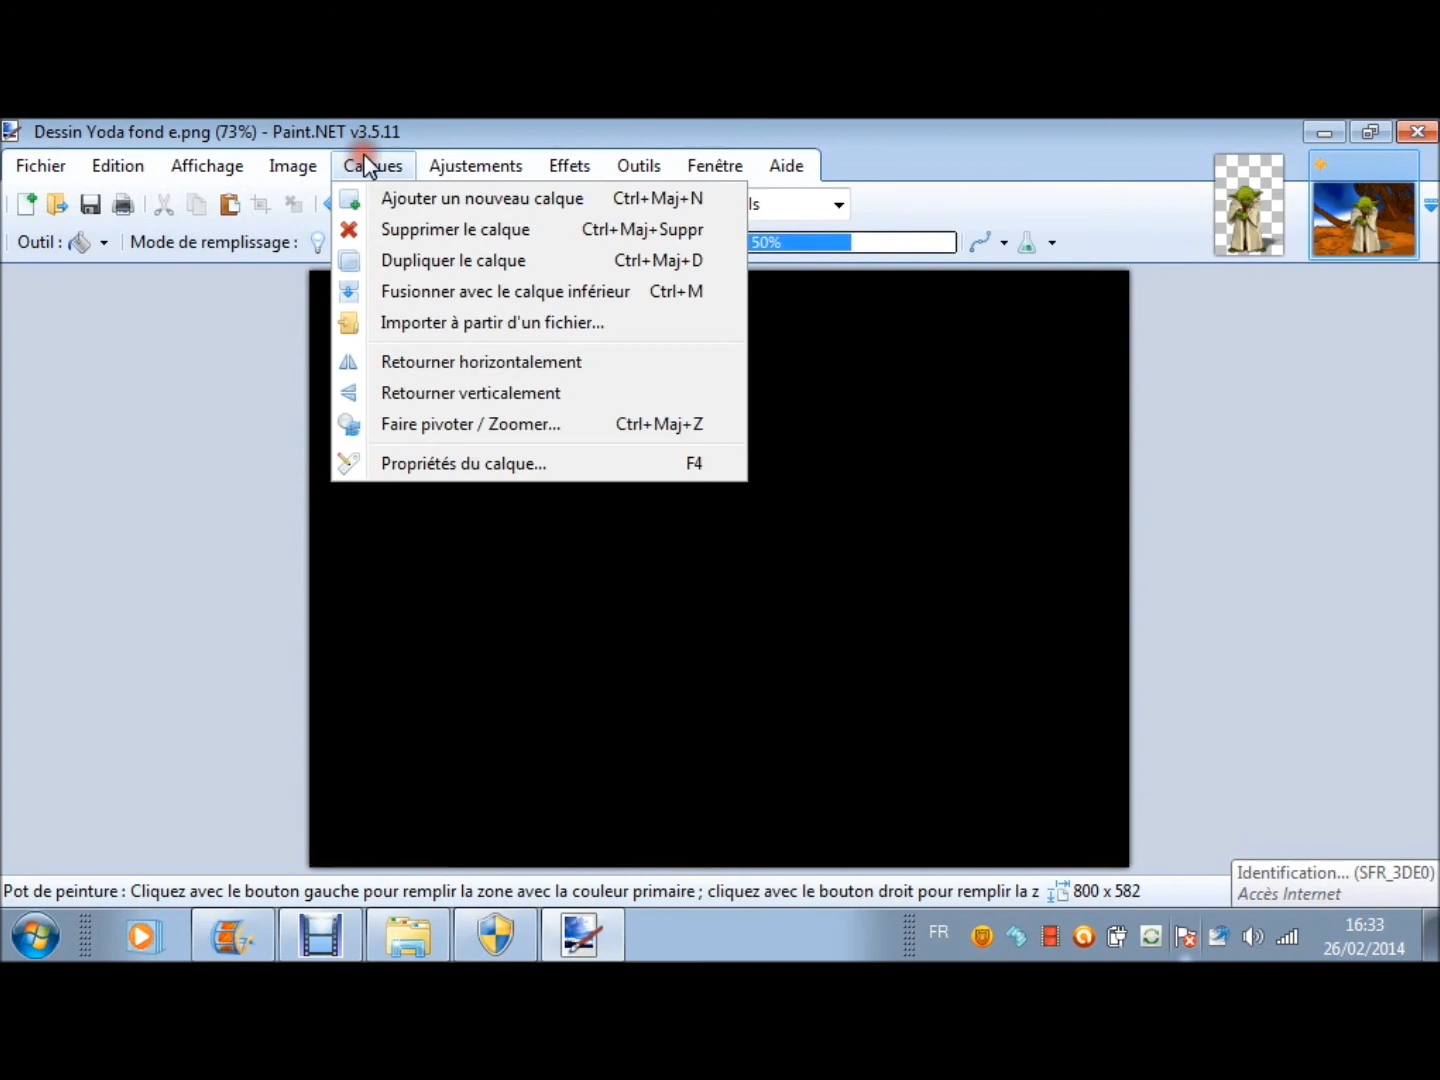 Dessin Yoda fond e.png (73%) - Paint.NET v3.5.11
Fichier Edition Affichage Image Calques Ajustements Effets Outils Fenêtre Aide
Ajouter un nouveau calque Ctrl+Maj+N
ls
Supprimer le calque Ctrl+Maj+Suppr
Outil : Mode de remplissage : 50%
Dupliquer le calque Ctrl+Maj+D
Fusionner avec le calque inférieur Ctrl+M
Importer à partir d'un fichier...
Retourner horizontalement
Retourner verticalement
Faire pivoter / Zoomer... Ctrl+Maj+Z
Propriétés du calque... F4
Identification... (SFR_3DE0)
Accès Internet
Pot de peinture : Cliquez avec le bouton gauche pour remplir la zone avec la couleur primaire ; cliquez avec le bouton droit pour remplir la z 800 x 582
FR
16:33
26/02/2014